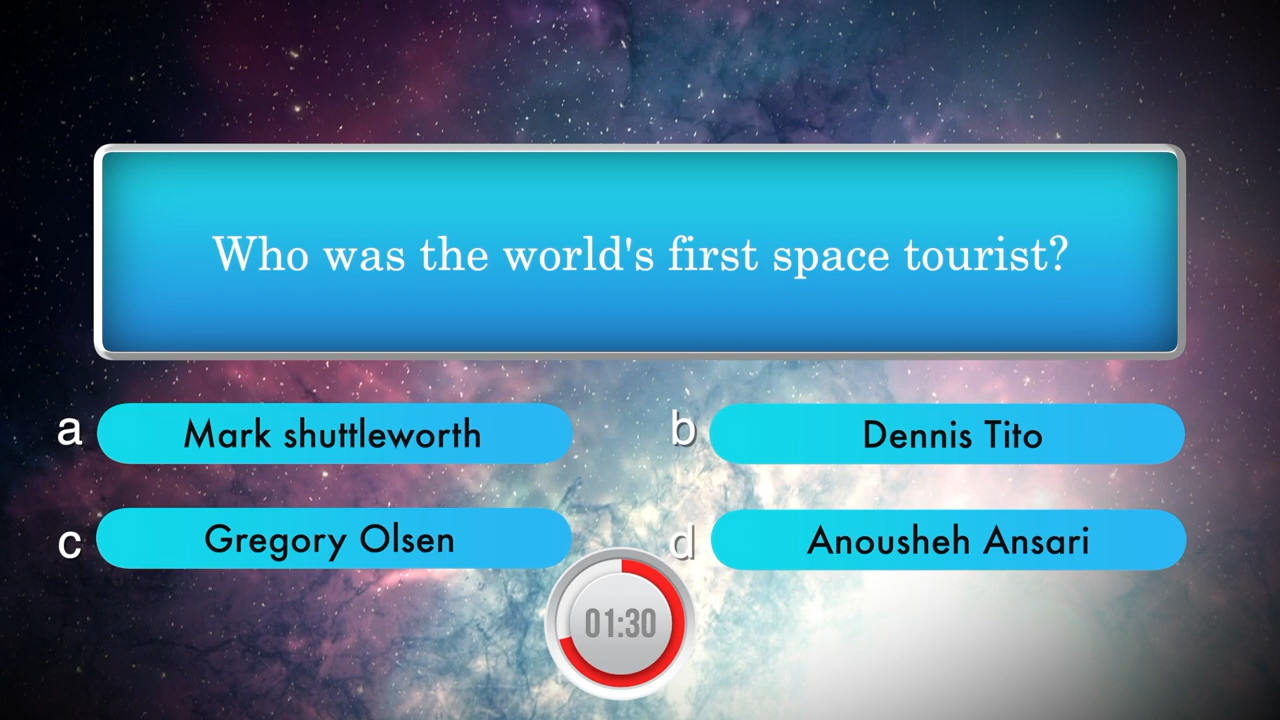 Who was the world's first space tourist?
a Mark shuttleworth
b Dennis Tito
c Gregory Olsen
d Anousheh Ansari
01:30